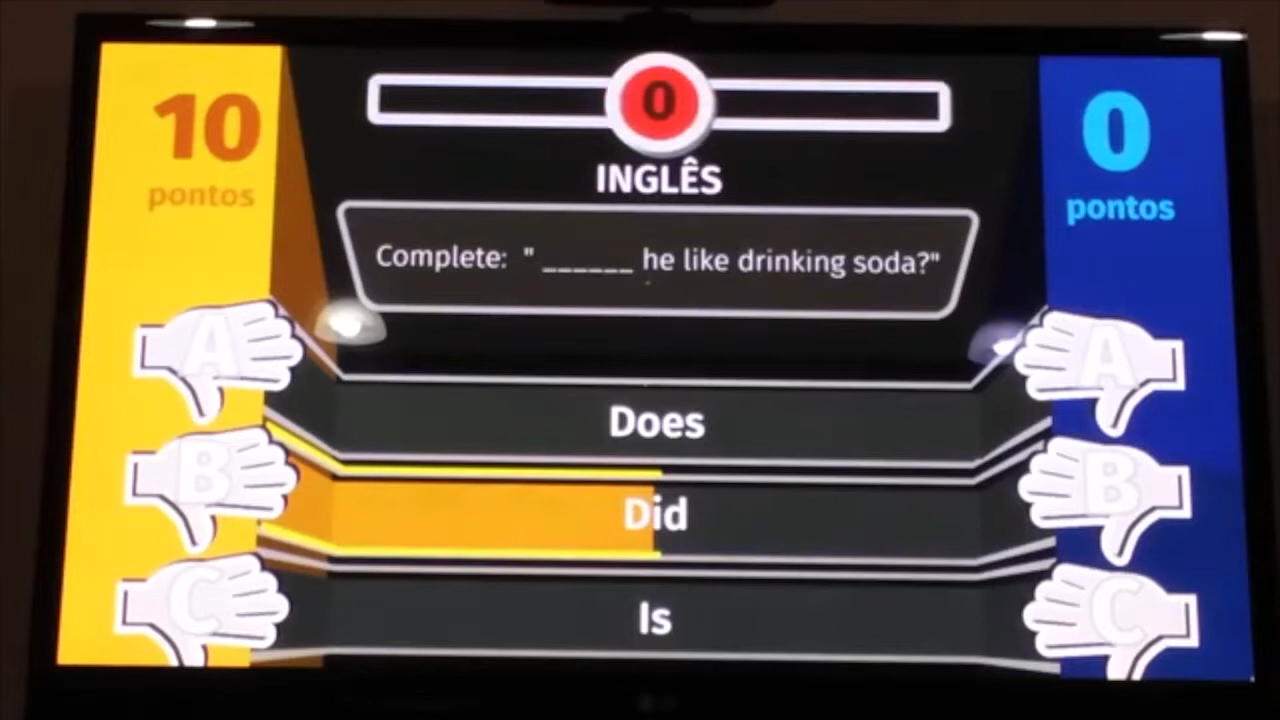 10
pontos
0
INGLÊS
0
pontos
Complete: "______ he like drinking soda?"
A
Does
A
B
Did
B
C
Is
C